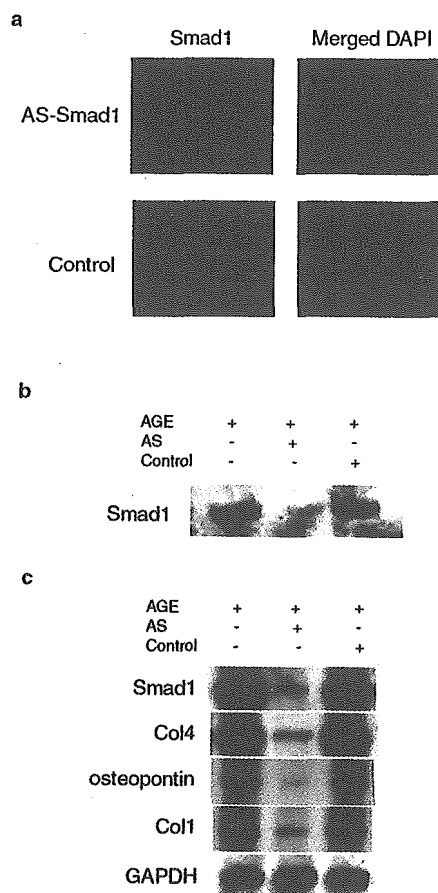 a
Smad1 Merged DAPI
AS-Smad1
Control
b
AGE + + +
AS - + -
Control - - +
Smad1
c
AGE + + +
AS - + -
Control - - +
Smad1
Col4
osteopontin
Col1
GAPDH